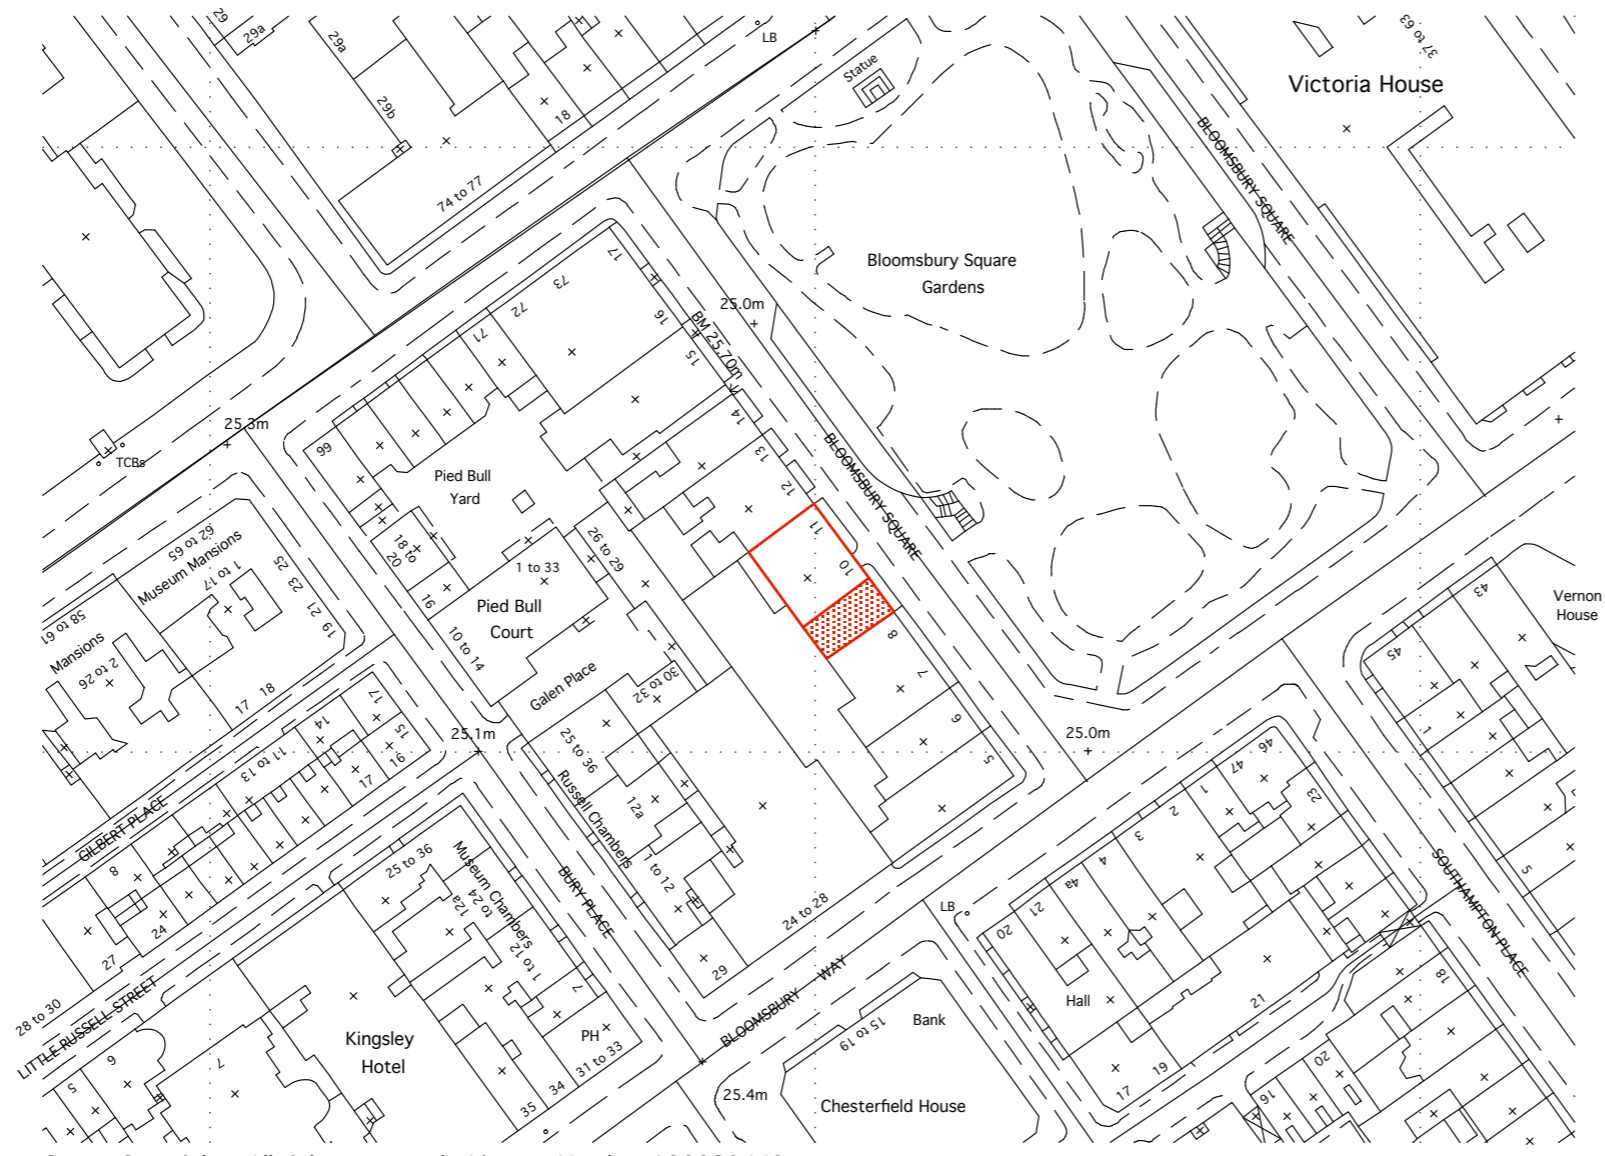 29
29a
29a
29b
18
LB
Statue
37 to 63
Victoria House
74 to 77
BLOOMSBURY SQUARE
Bloomsbury Square
Gardens
17
73
72
71
16
15
25.0m
BM 25.70m
14
13
12
11
10
8
7
6
5
BLOOMSBURY SQUARE
25.3m
TCBs
66
Pied Bull
Yard
18 to
20
16
1 to 33
26 to 29
Pied Bull
Court
10 to 14
Galen Place
30 to 32
62 to 65
Museum Mansions
1 to 17
25
23
21
19
58 to 61
Mansions
2 to 26
17
18
14
17
15
16
17
11 to 13
25.1m
GILBERT PLACE
8
24
27
28 to 30
LITTLE RUSSELL STREET
5
6
7
25 to 36
Russell Chambers
12a
1 to 12
29
24 to 28
BURY PLACE
25 to 36
Museum Chambers
12a
to 24
1 to 12
7
PH
31 to 33
34
35
Kingsley
Hotel
BLOOMSBURY WAY
25.4m
15 to 19
Bank
Chesterfield House
25.0m
LB
20
21
4a
4
3
2
1
47
46
23
Hall
21
17
19
16
20
18
SOUTHAMPTON PLACE
43
45
1
5
Vernon
House